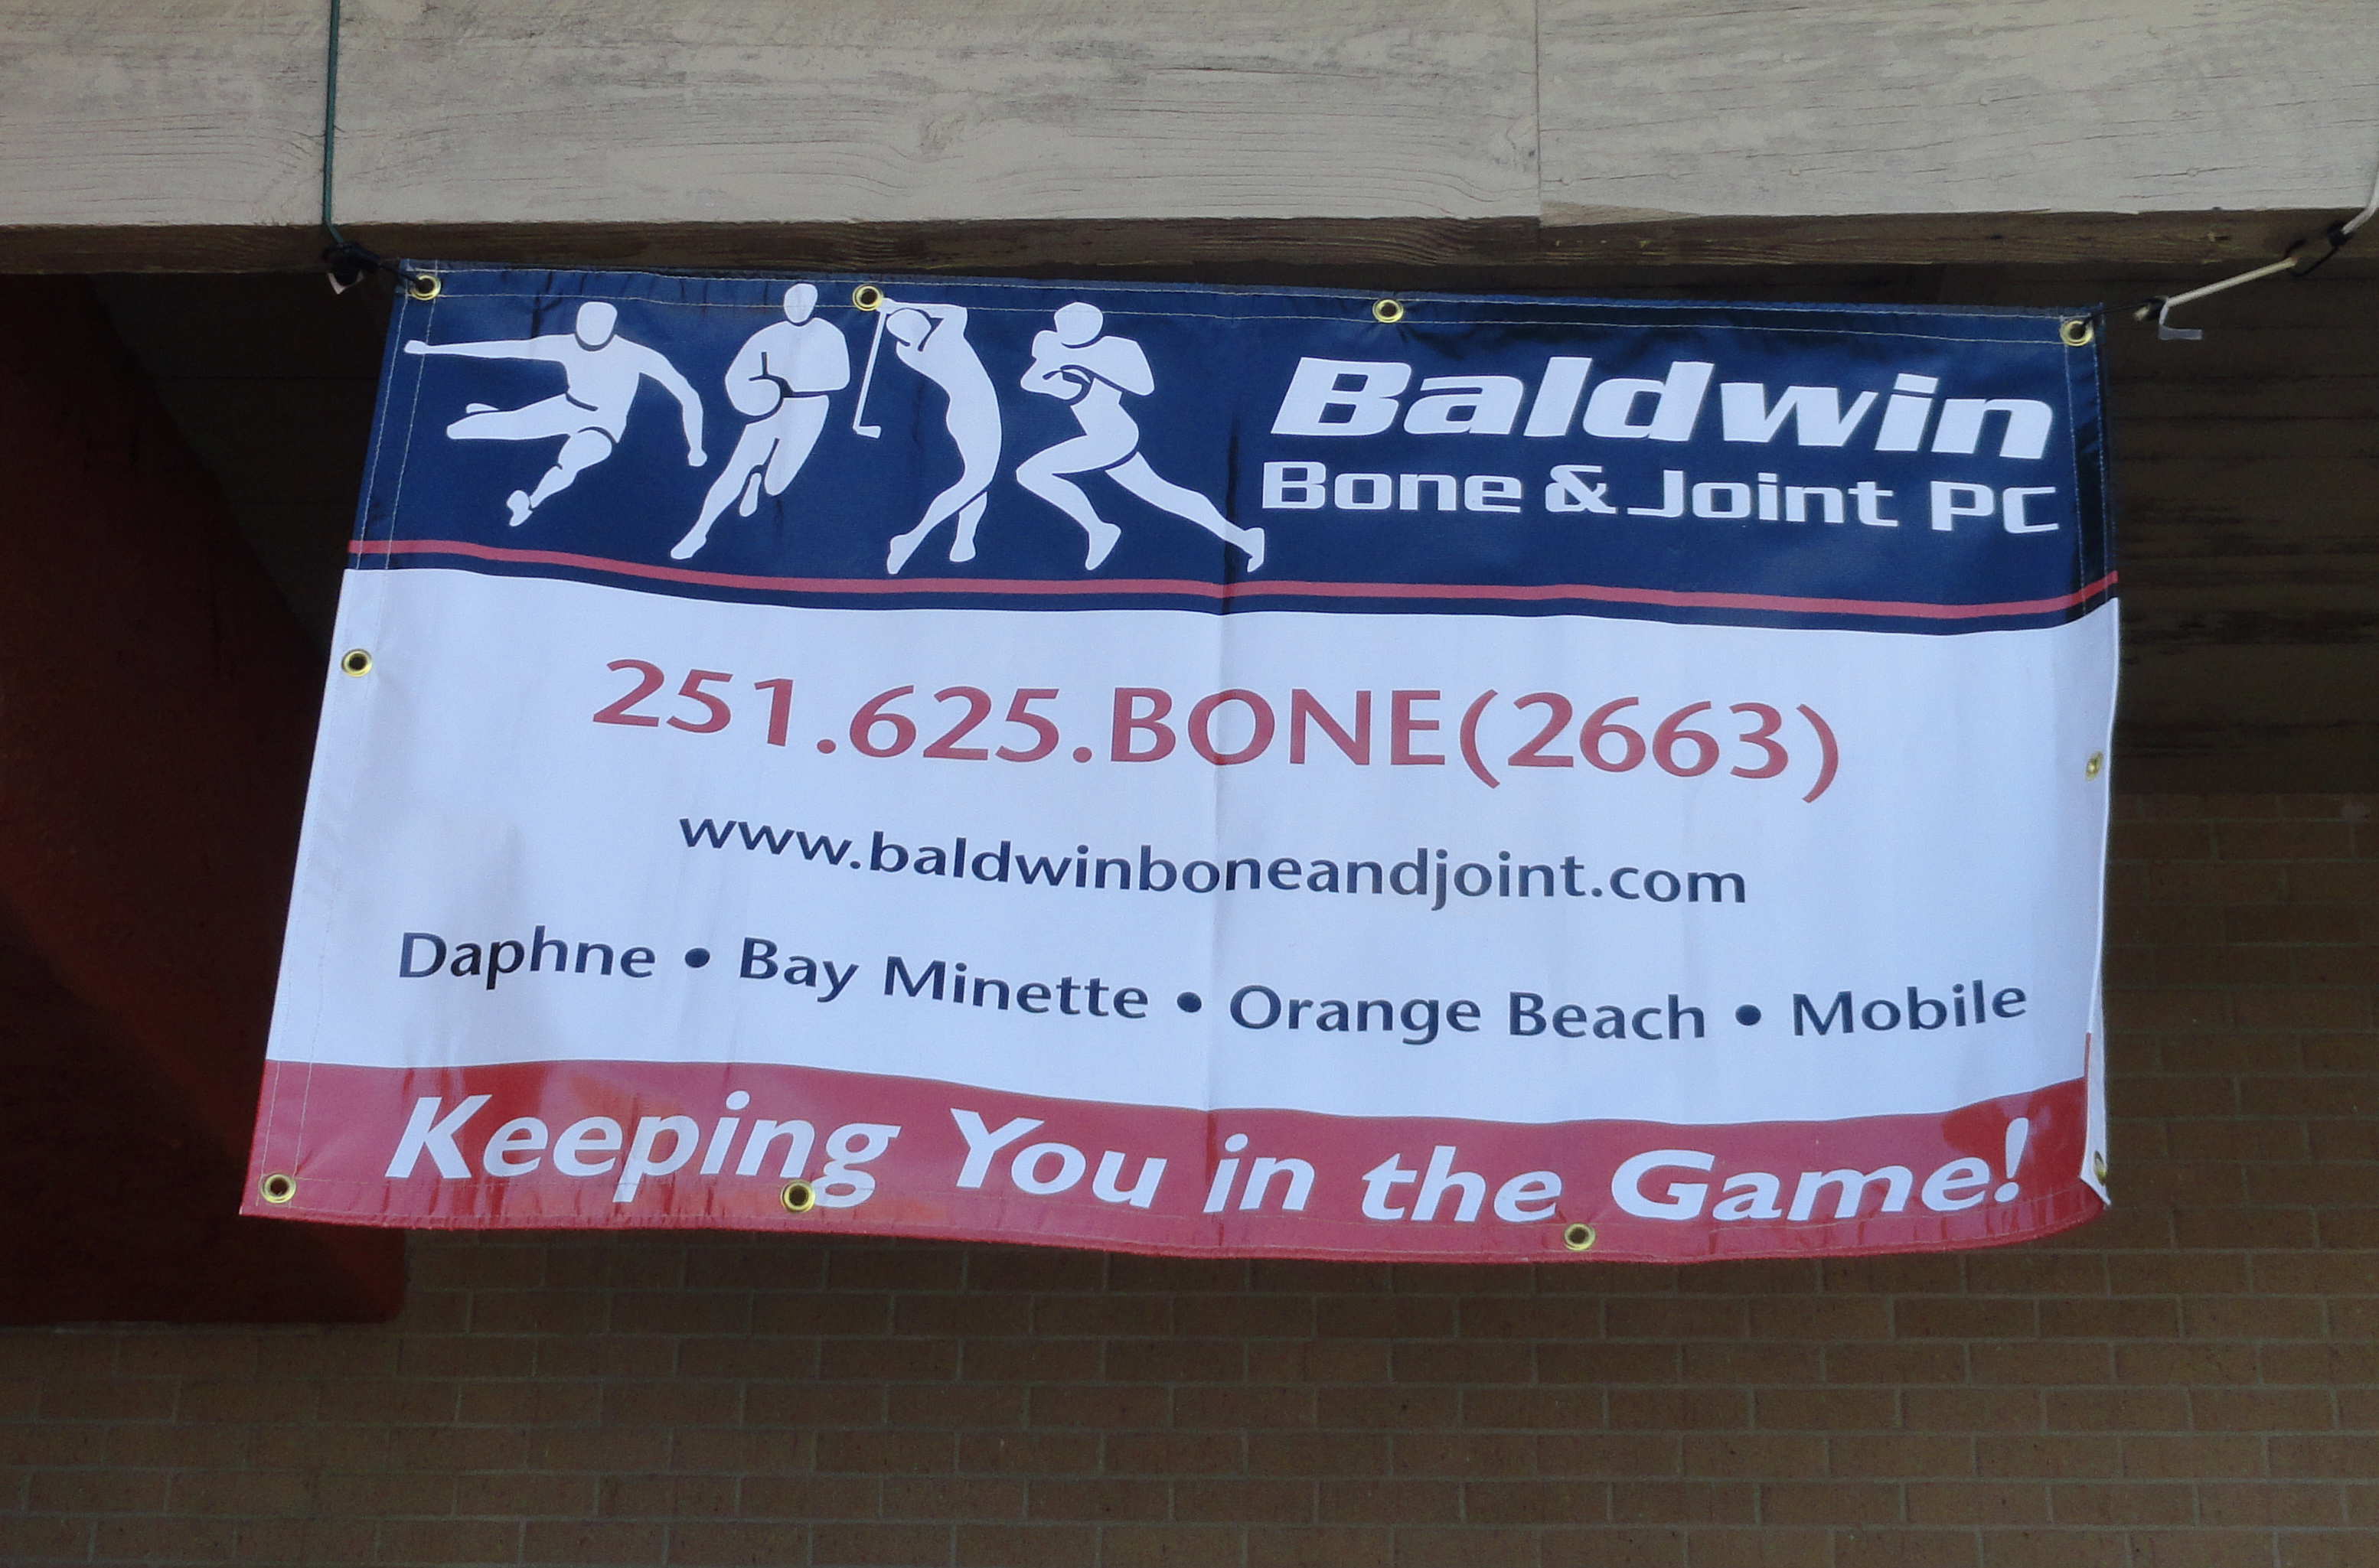 Baldwin
Bone & Joint PC
251.625.BONE(2663)
www.baldwinboneandjoint.com
Daphne • Bay Minette • Orange Beach • Mobile
Keeping You in the Game!